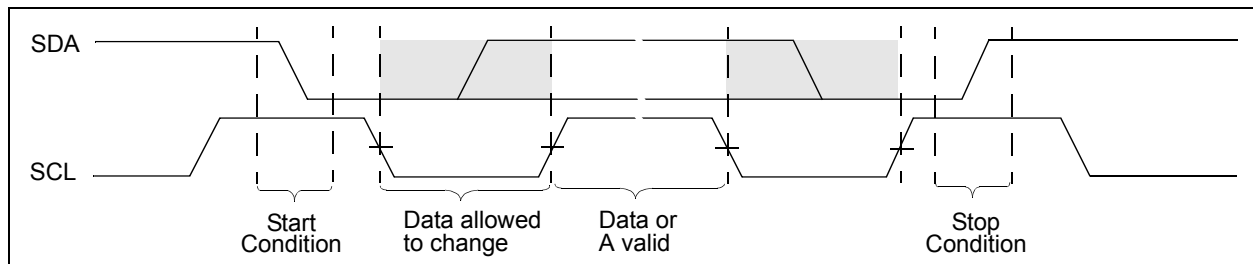 SDA
SCL
Start
Condition
Data allowed
to change
Data or
A valid
Stop
Condition